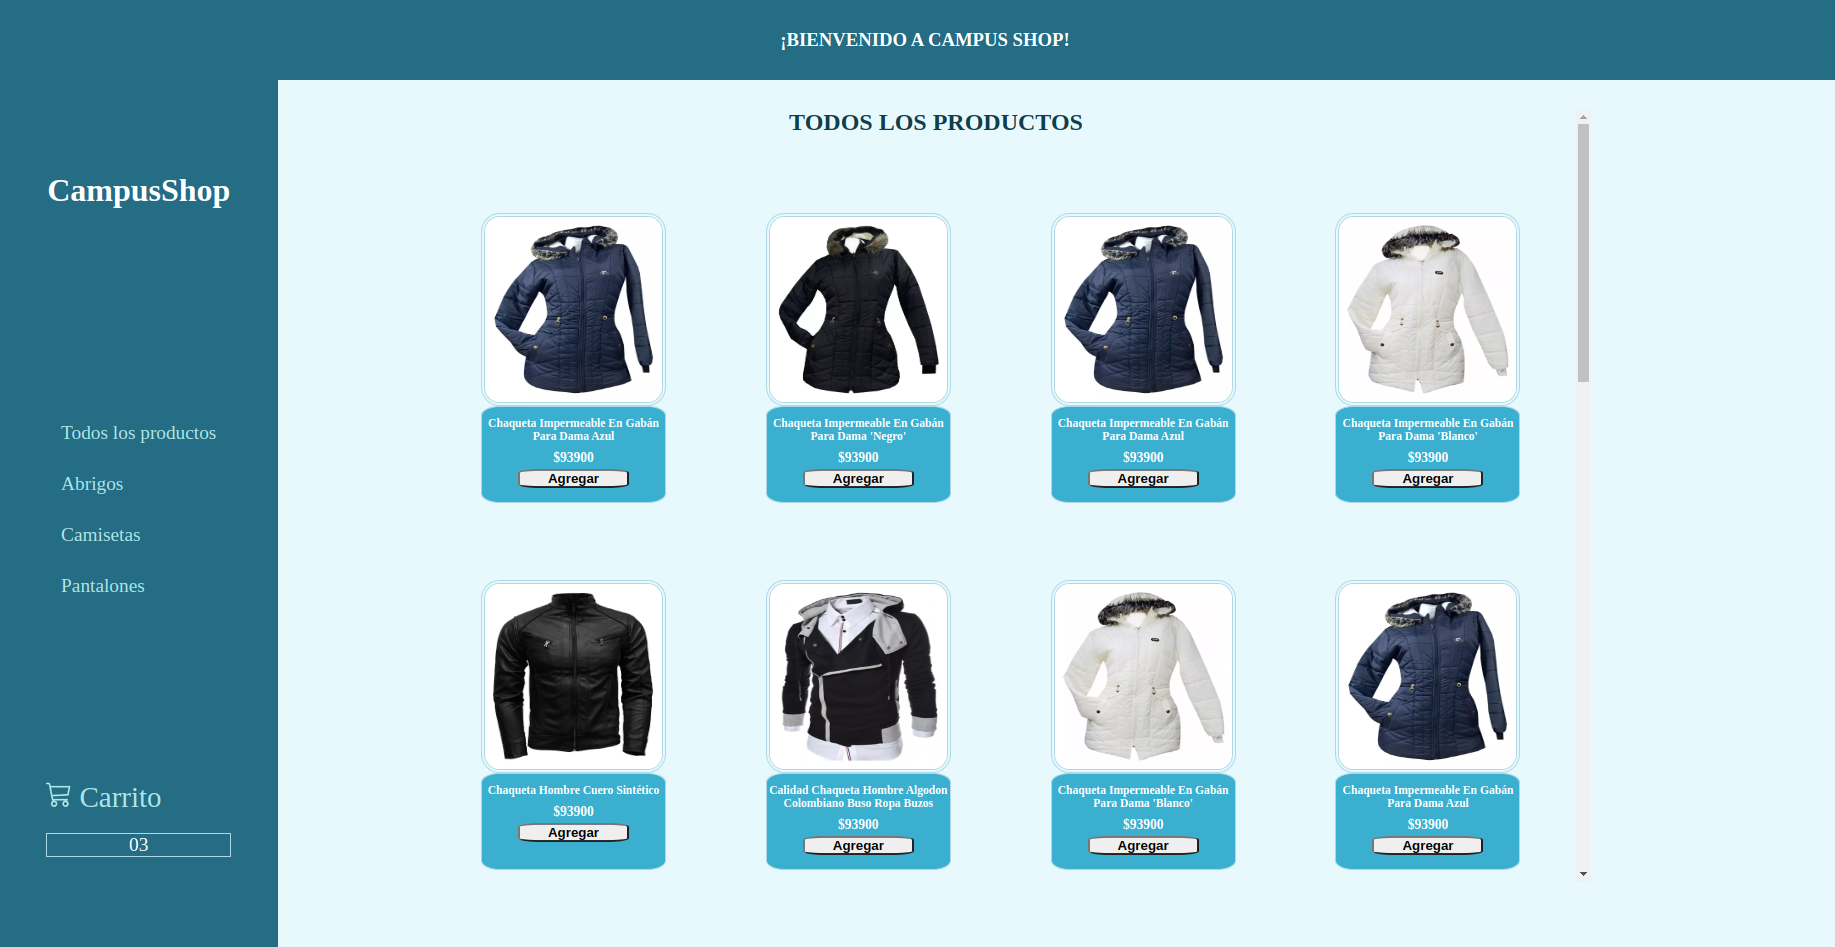 ¡BIENVENIDO A CAMPUS SHOP!
CampusShop
Todos los productos
Abrigos
Camisetas
Pantalones
Carrito
03
TODOS LOS PRODUCTOS
Chaqueta Impermeable En Gabán
Para Dama Azul
$93900
Agregar
Chaqueta Impermeable En Gabán
Para Dama 'Negro'
$93900
Agregar
Chaqueta Impermeable En Gabán
Para Dama Azul
$93900
Agregar
Chaqueta Impermeable En Gabán
Para Dama 'Blanco'
$93900
Agregar
Chaqueta Hombre Cuero Sintético
$93900
Agregar
Calidad Chaqueta Hombre Algodon
Colombiano Buso Ropa Buzos
$93900
Agregar
Chaqueta Impermeable En Gabán
Para Dama 'Blanco'
$93900
Agregar
Chaqueta Impermeable En Gabán
Para Dama Azul
$93900
Agregar